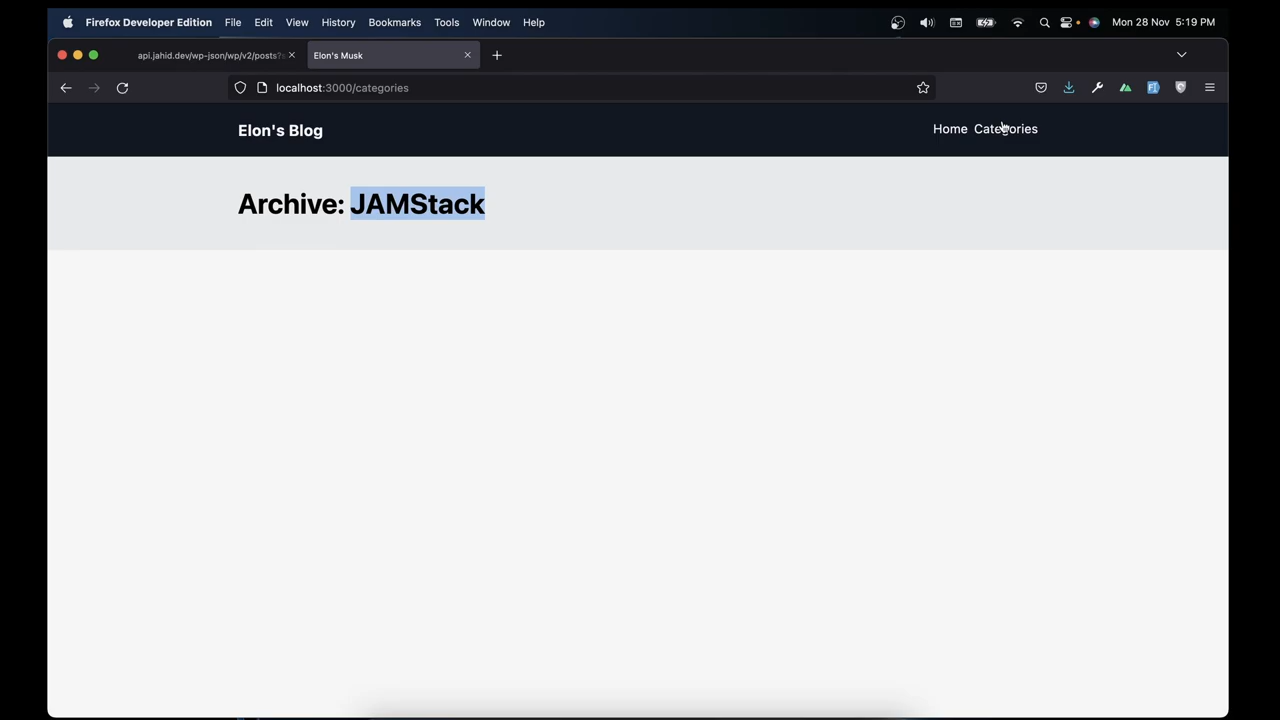 Firefox Developer Edition File Edit View History Bookmarks Tools Window Help Mon 28 Nov 5:19 PM
api.jahid.dev/wp-json/wp/v2/posts? Elon's Musk
localhost:3000/categories
Elon's Blog Home Categories
Archive: JAMStack